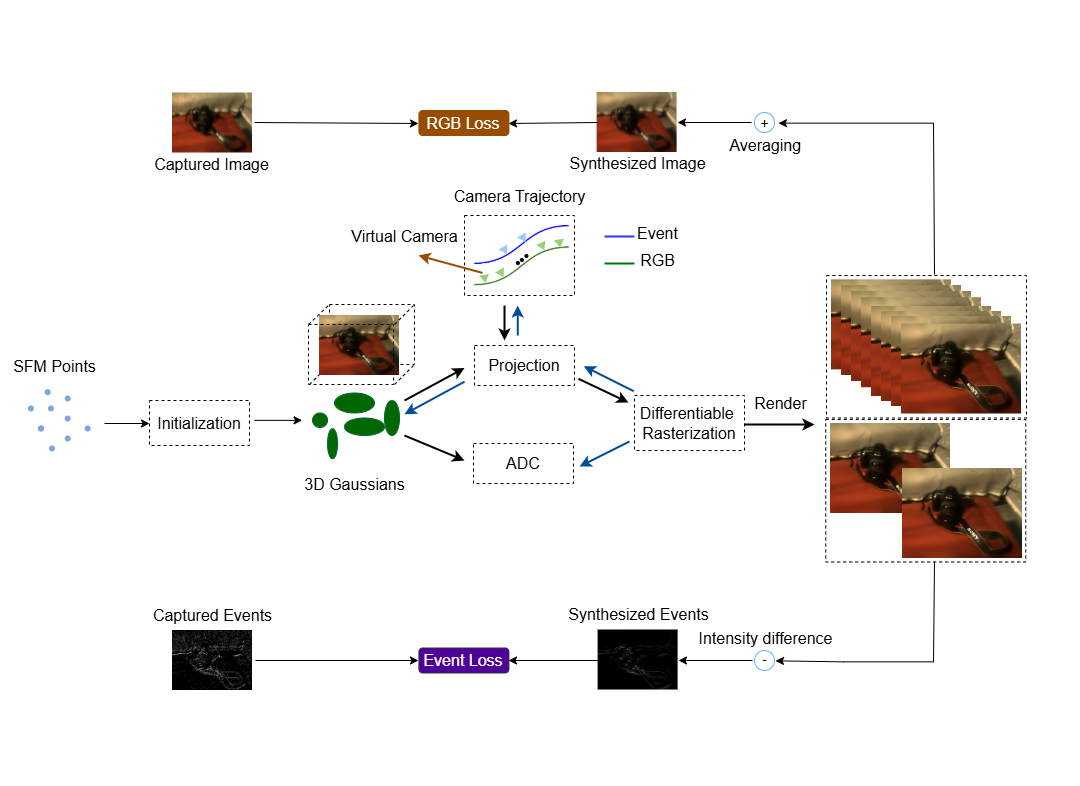 RGB Loss
+
Captured Image
Synthesized Image
Averaging
Camera Trajectory
Virtual Camera
Event
RGB
SFM Points
Projection
Initialization
Differentiable
Rasterization
Render
ADC
3D Gaussians
Captured Events
Synthesized Events
Intensity difference
Event Loss
-